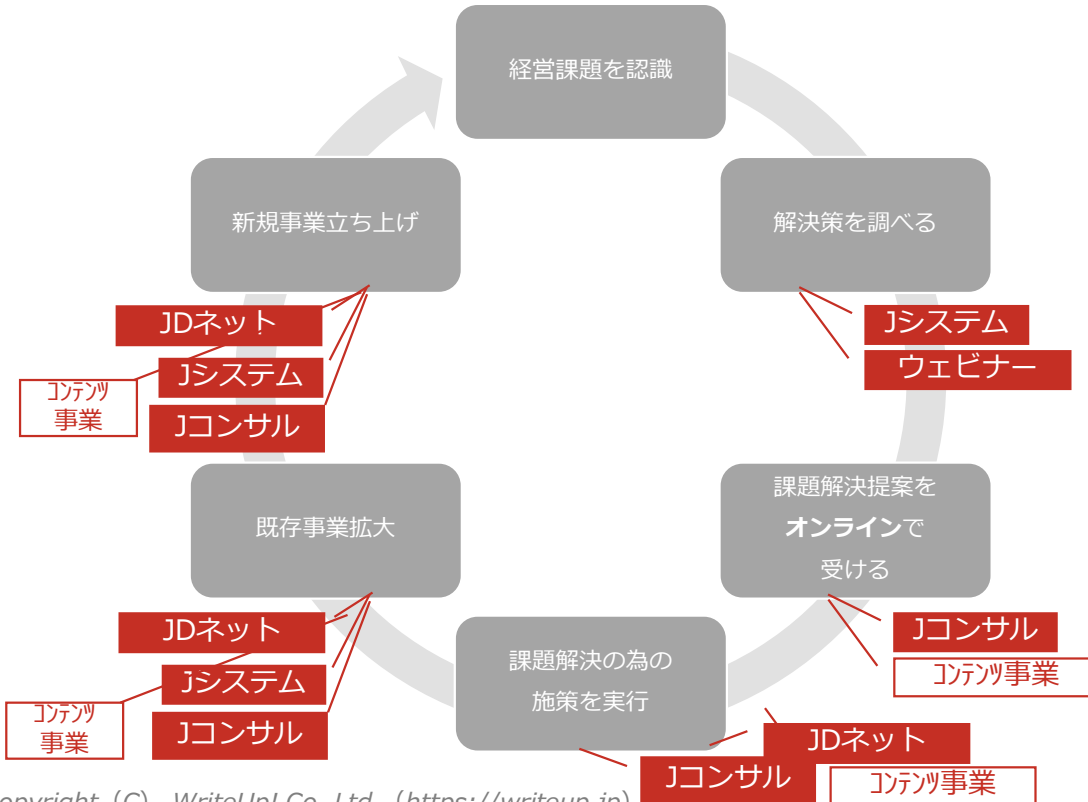 経営課題を認識
新規事業立ち上げ
解決策を調べる
JDネット
Jシステム
コンテンツ
事業
Jコンサル
Jシステム
ウェビナー
既存事業拡大
課題解決提案を
オンラインで
受ける
JDネット
Jシステム
コンテンツ
事業
Jコンサル
課題解決の為の
施策を実行
Jコンサル
コンテンツ事業
JDネット
Jコンサル
コンテンツ事業
opyright（C） WriteUp! Co.,Ltd.（https://writeup.jp）